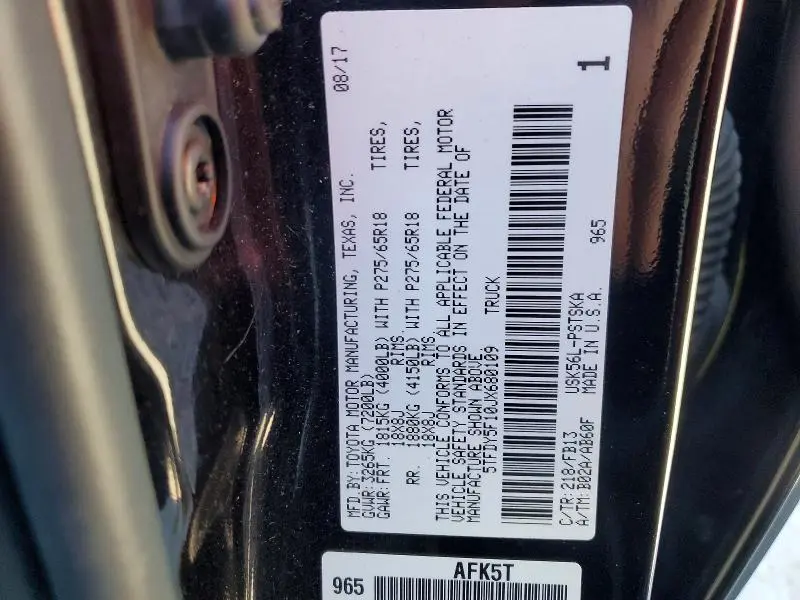 MFD.BY: TOYOTA MOTOR MANUFACTURING, TEXAS, INC. 08/17
GVWR: 3265KG (7200LB)
GAWR: FRT. 1815KG (4000LB) WITH P275/65R18 TIRES,
18X8J RIMS
RR. 1880KG (4150LB) WITH P275/65R18 TIRES,
18X8J RIMS
THIS VEHICLE CONFORMS TO ALL APPLICABLE FEDERAL MOTOR
VEHICLE SAFETY STANDARDS IN EFFECT ON THE DATE OF
MANUFACTURE SHOWN ABOVE
5TFDY5F10JX680109 TRUCK
1
C/TR: 218/FB13 USK56L-PSTSKA
A/TM: B02A/AB60F MADE IN U.S.A. 965
965 AFK5T